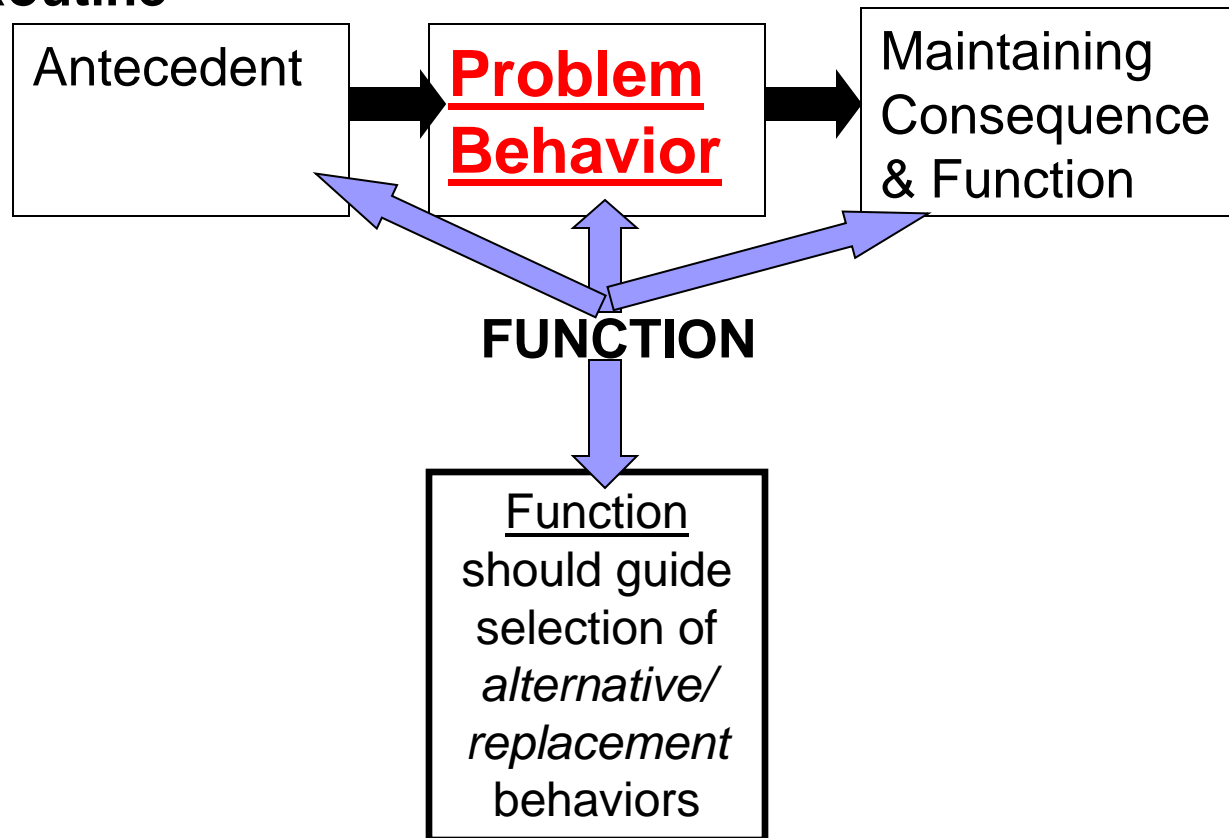 Antecedent
Problem
Behavior
Maintaining
Consequence
& Function
FUNCTION
Function
should guide
selection of
alternative/
replacement
behaviors